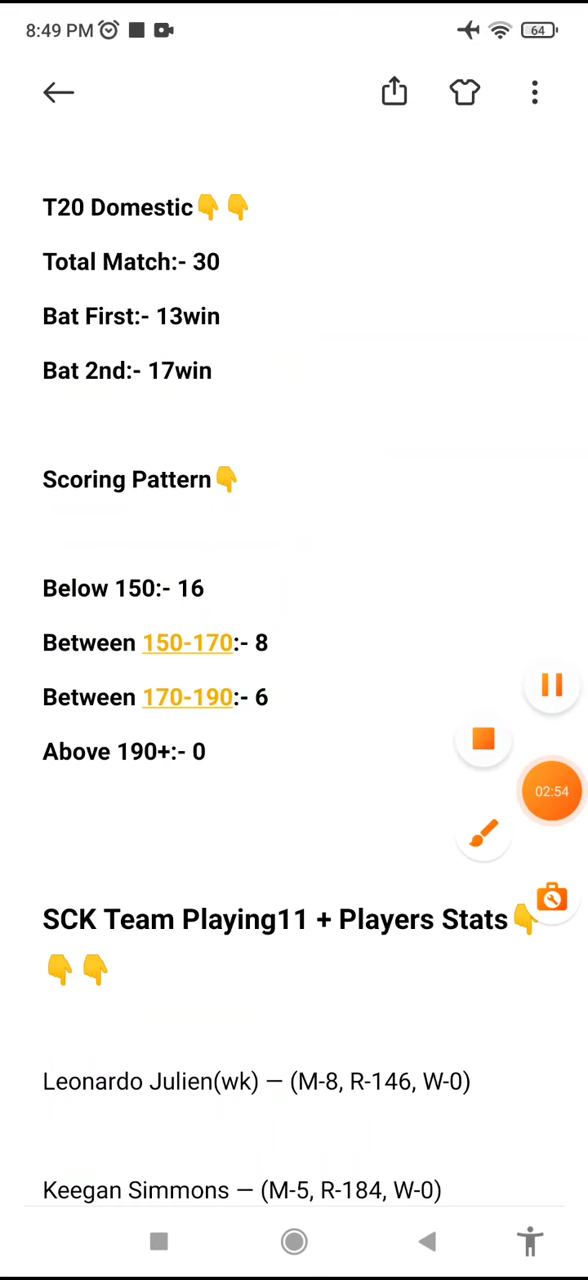 8:49 PM
64
T20 Domestic👇👇
Total Match:- 30
Bat First:- 13win
Bat 2nd:- 17win
Scoring Pattern👇
Below 150:- 16
Between 150-170:- 8
Between 170-190:- 6
Above 190+:- 0
02:54
SCK Team Playing11 + Players Stats👇
👇👇
Leonardo Julien(wk) — (M-8, R-146, W-0)
Keegan Simmons — (M-5, R-184, W-0)